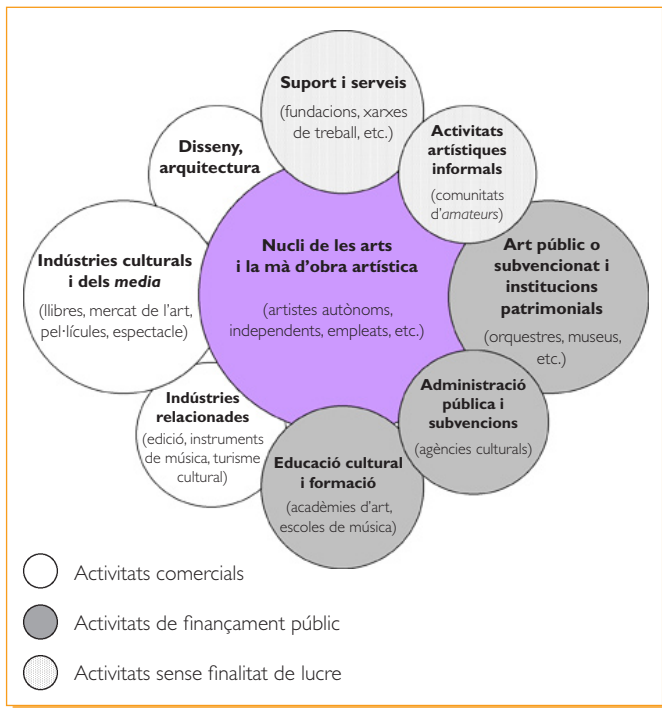 Suport i serveis
(fundacions, xarxes
de treball, etc.)
Activitats
artístiques
informals
(comunitats
d'amateurs)
Disseny,
arquitectura
Nucli de les arts
i la mà d'obra artística
(artistes autònoms,
independents, empleats, etc.)
Indústries culturals
i dels media
(llibres, mercat de l'art,
pel·lícules, espectacle)
Art públic o
subvencionat i
institucions
patrimonials
(orquestres, museus,
etc.)
Indústries
relacionades
(edició, instruments
de música, turisme
cultural)
Administració
pública i
subvencions
(agències culturals)
Educació cultural
i formació
(acadèmies d'art,
escoles de música)
Activitats comercials
Activitats de finançament públic
Activitats sense finalitat de lucre